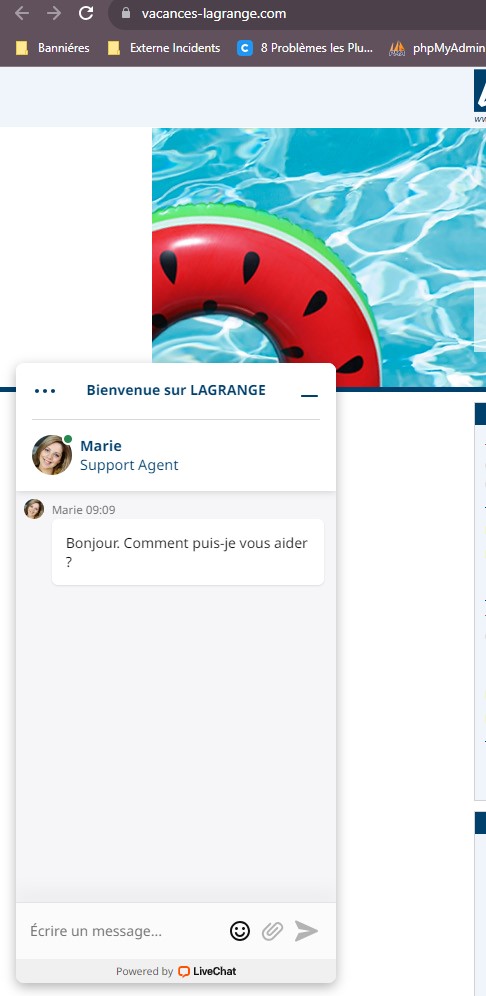 vacances-lagrange.com
Banniéres
Externe Incidents
C
8 Problèmes les Plu...
phpMyAdmin
Bienvenue sur LAGRANGE
Marie
Support Agent
Marie 09:09
Bonjour. Comment puis-je vous aider
?
Écrire un message...
Powered by LiveChat